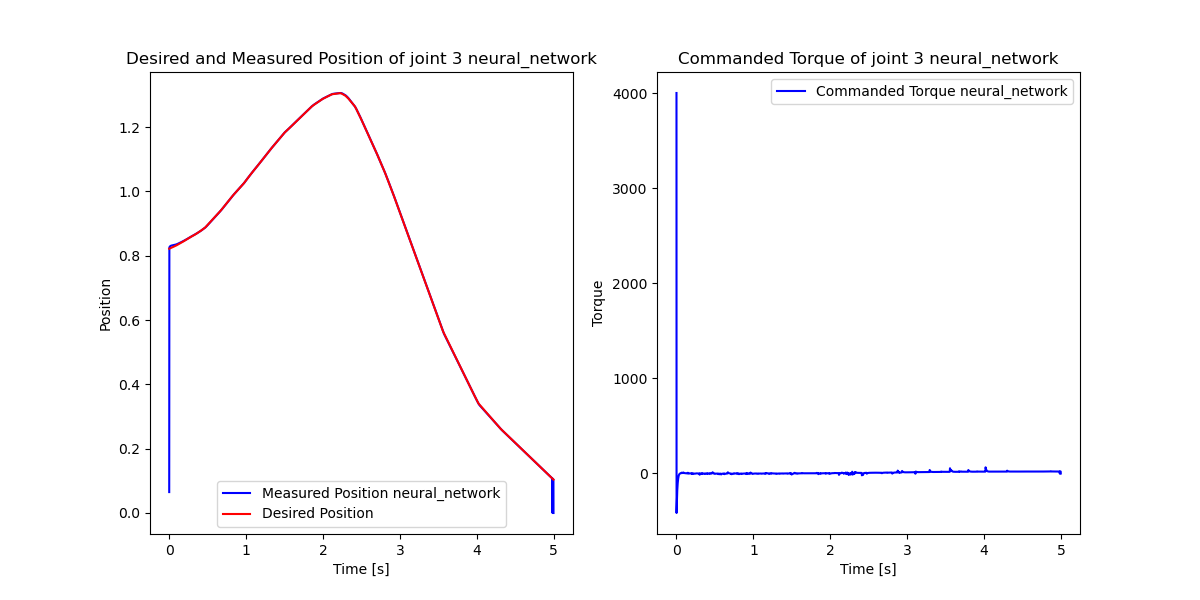 Desired and Measured Position of joint 3 neural_network
Position
1.2
1.0
0.8
0.6
0.4
0.2
0.0
Measured Position neural_network
Desired Position
0 1 2 3 4 5
Time [s]
Commanded Torque of joint 3 neural_network
Torque
Commanded Torque neural_network
4000
3000
2000
1000
0
0 1 2 3 4 5
Time [s]